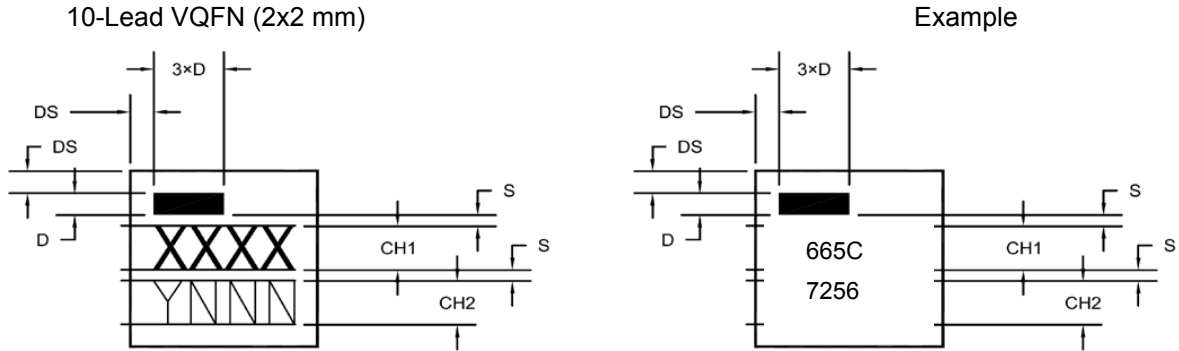 10-Lead VQFN (2x2 mm)
Example
3×D
3×D
DS
DS
DS
DS
S
S
D
D
XXXX
CH1
665C
CH1
S
S
YNNN
CH2
7256
CH2